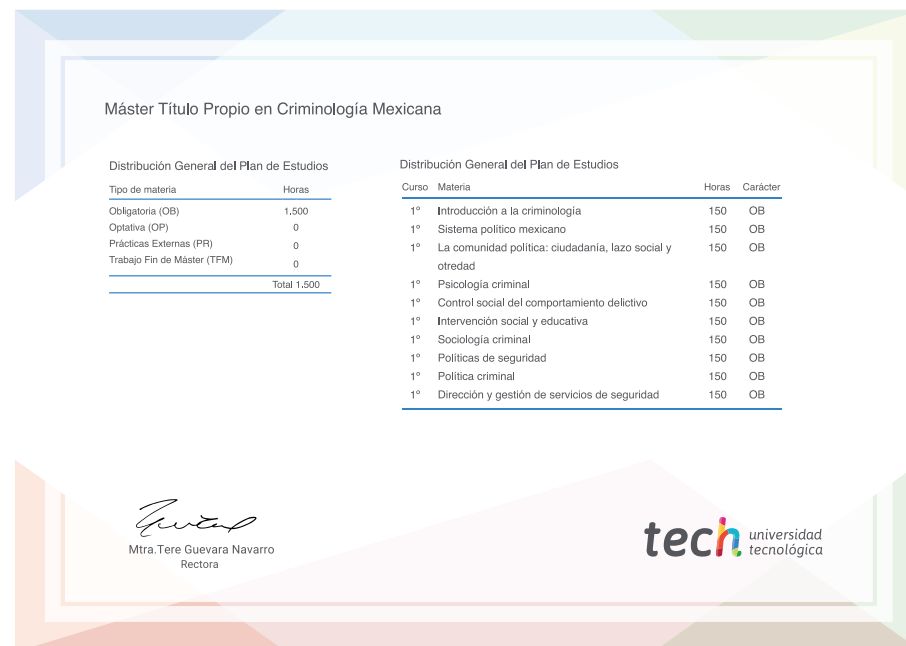 Máster Título Propio en Criminología Mexicana
Distribución General del Plan de Estudios
Tipo de materia Horas
Obligatoria (OB) 1.500
Optativa (OP) 0
Prácticas Externas (PR) 0
Trabajo Fin de Máster (TFM) 0
Total 1.500
Distribución General del Plan de Estudios
Curso Materia Horas Carácter
1º Introducción a la criminología 150 OB
1º Sistema político mexicano 150 OB
1º La comunidad política: ciudadanía, lazo social y 150 OB
otredad
1º Psicología criminal 150 OB
1º Control social del comportamiento delictivo 150 OB
1º Intervención social y educativa 150 OB
1º Sociología criminal 150 OB
1º Políticas de seguridad 150 OB
1º Política criminal 150 OB
1º Dirección y gestión de servicios de seguridad 150 OB
Mtra.Tere Guevara Navarro
Rectora
tech universidad
tecnológica